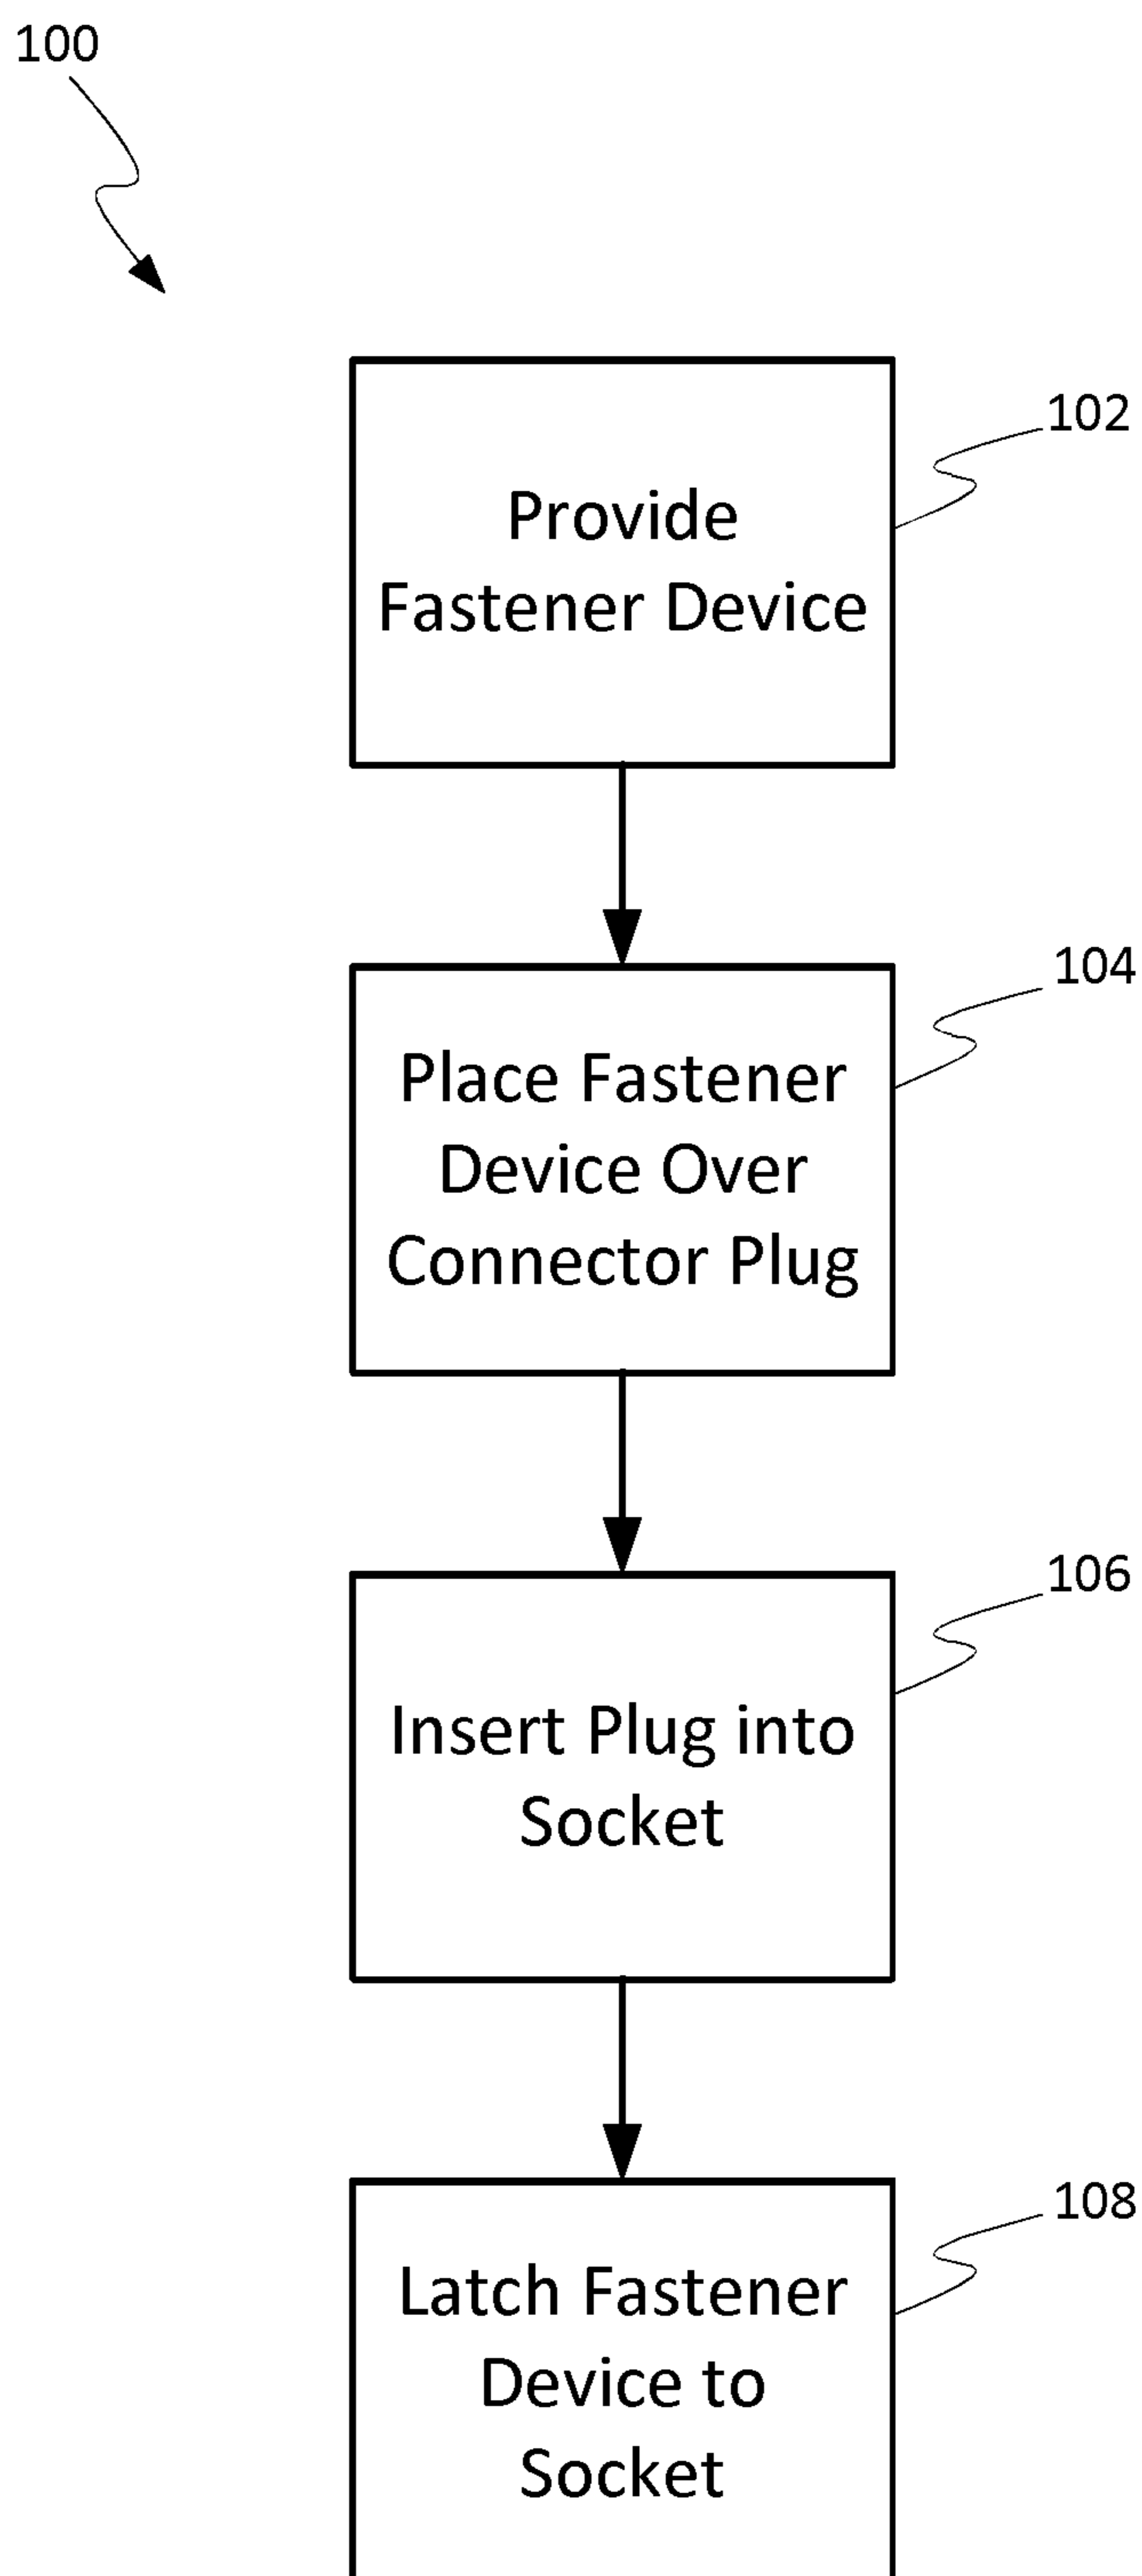 100
102
Provide
Fastener Device
104
Place Fastener
Device Over
Connector Plug
106
Insert Plug into
Socket
108
Latch Fastener
Device to
Socket